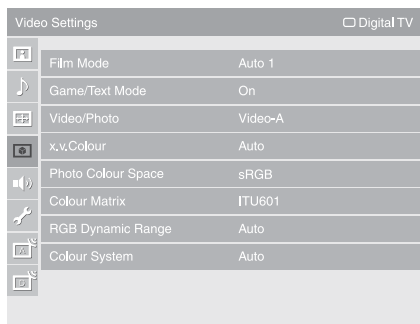 Video Settings Digital TV
Film Mode Auto 1
Game/Text Mode On
Video/Photo Video-A
x.v.Colour Auto
Photo Colour Space sRGB
Colour Matrix ITU601
RGB Dynamic Range Auto
Colour System Auto
A